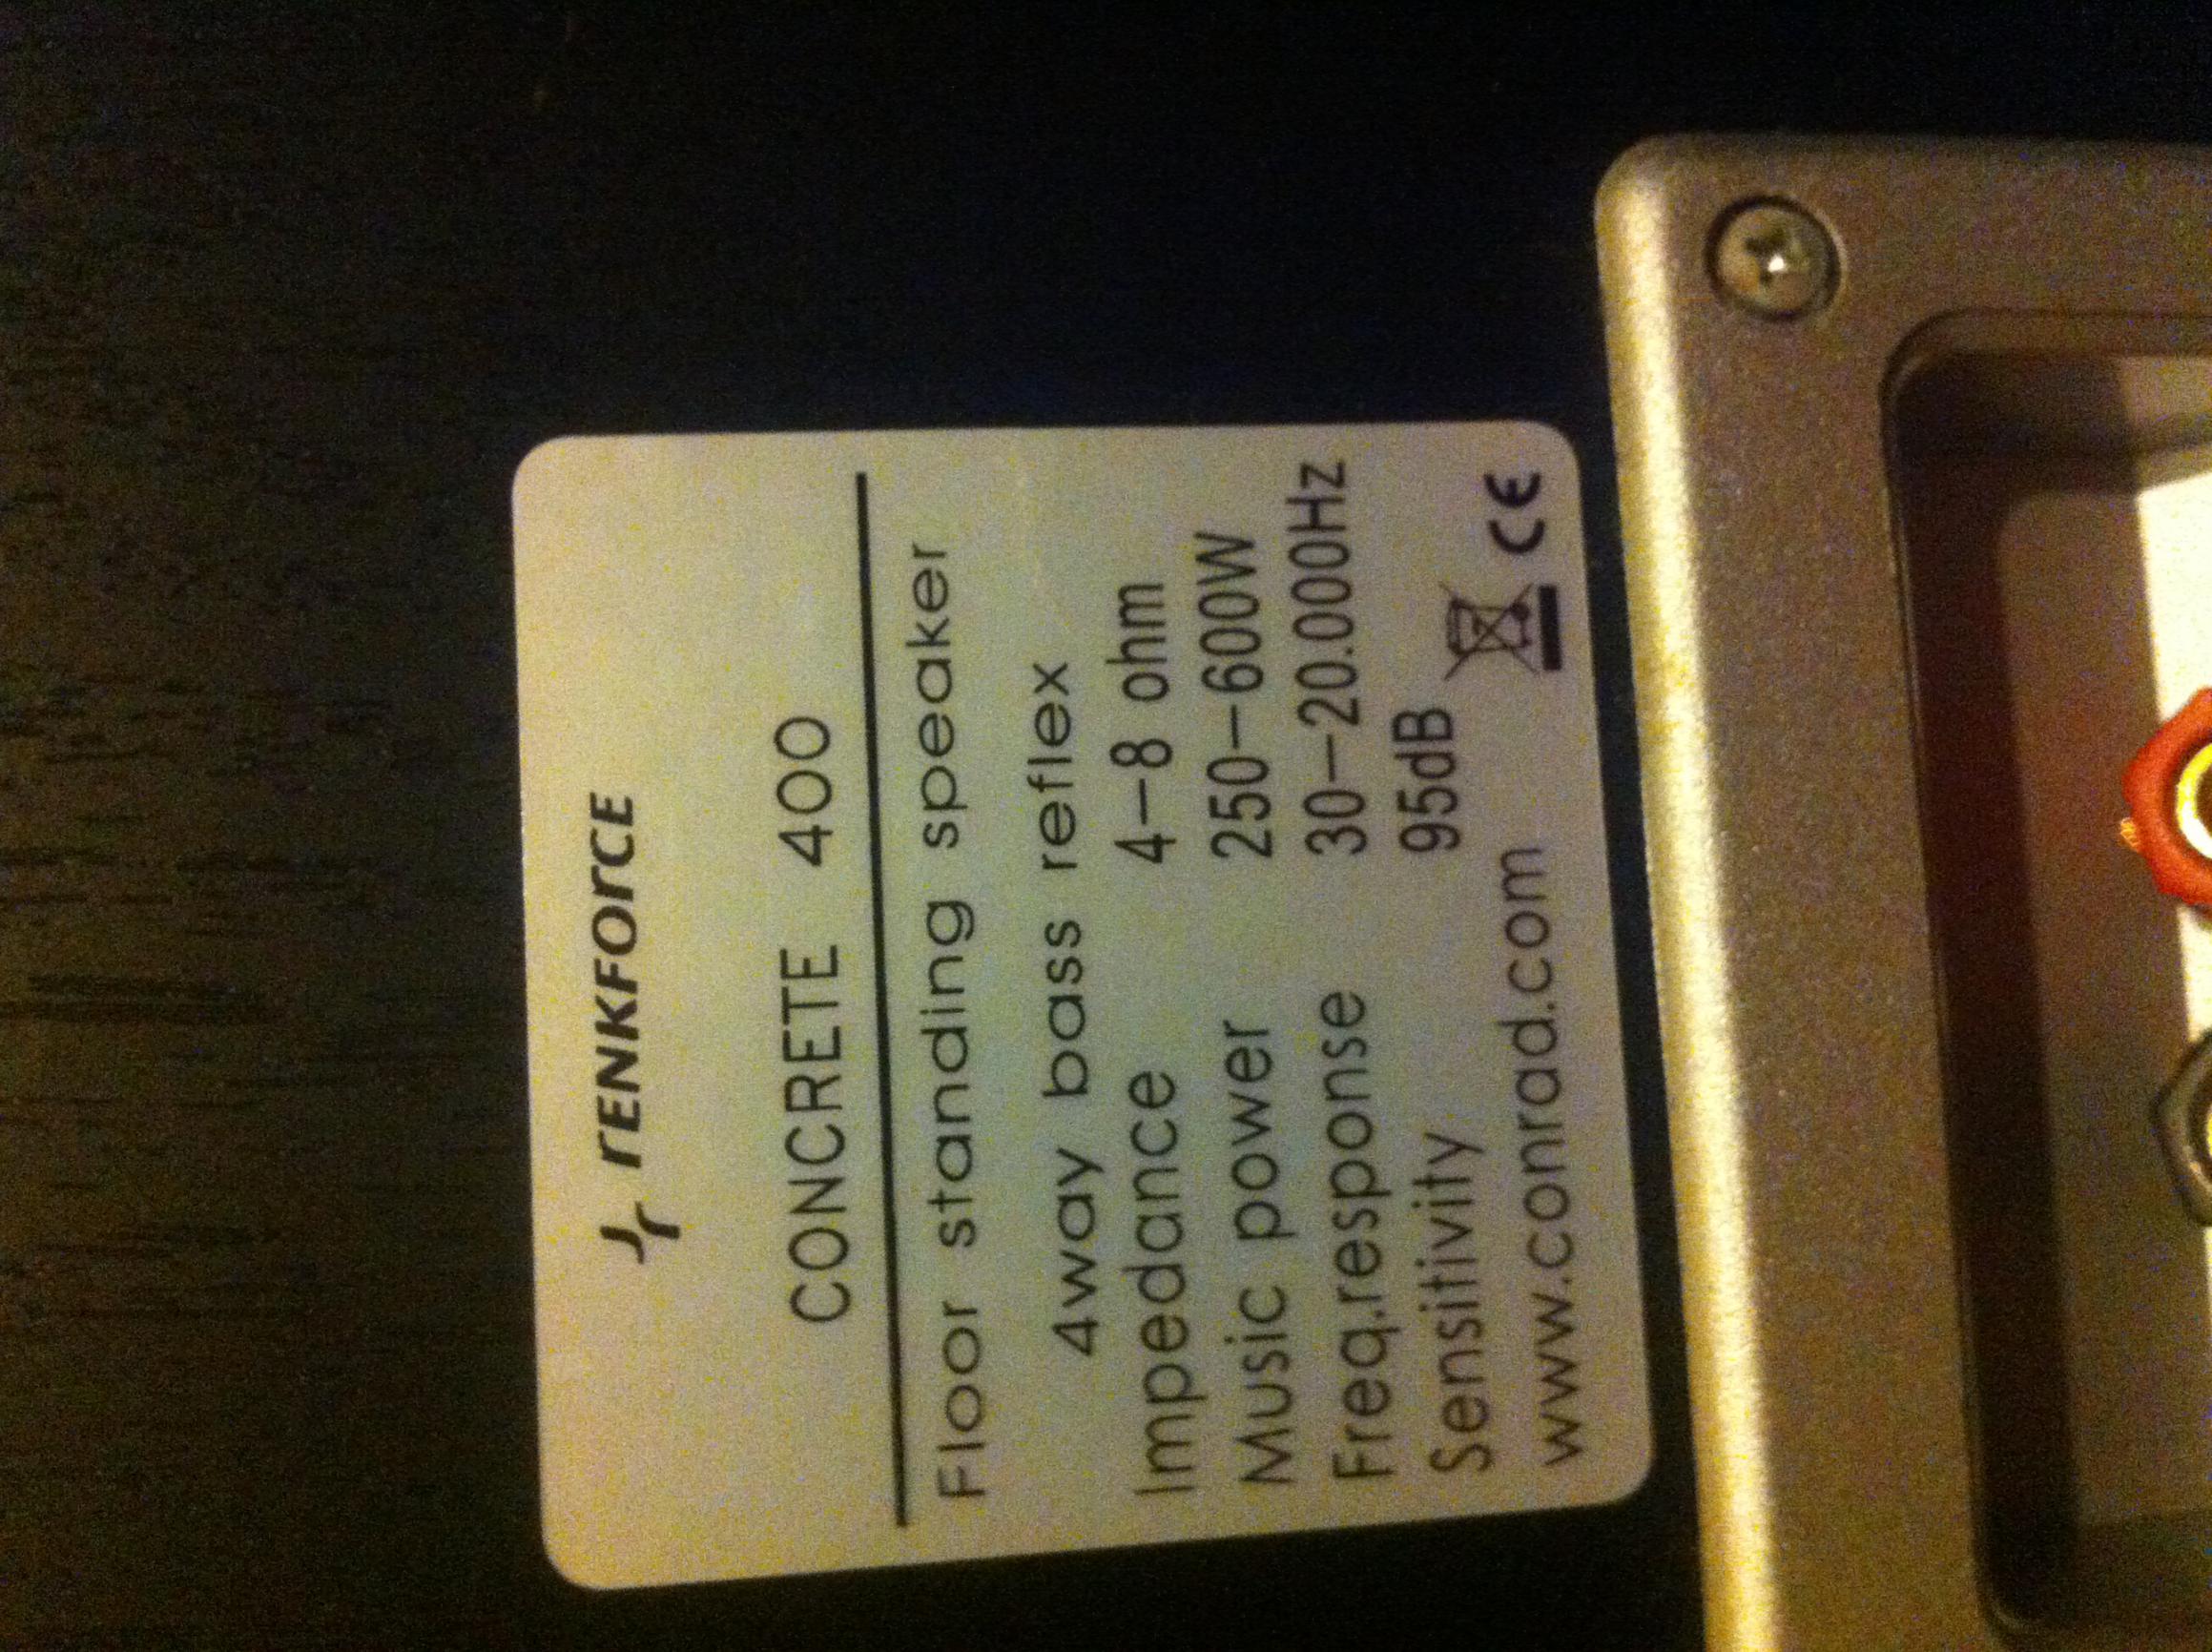 renkforce
CONCRETE 400
Floor standing speaker
4way bass reflex
Impedance 4-8 ohm
Music power 250-600W
Freq.response 30-20.000Hz
Sensitivity 95dB
www.conrad.com CE